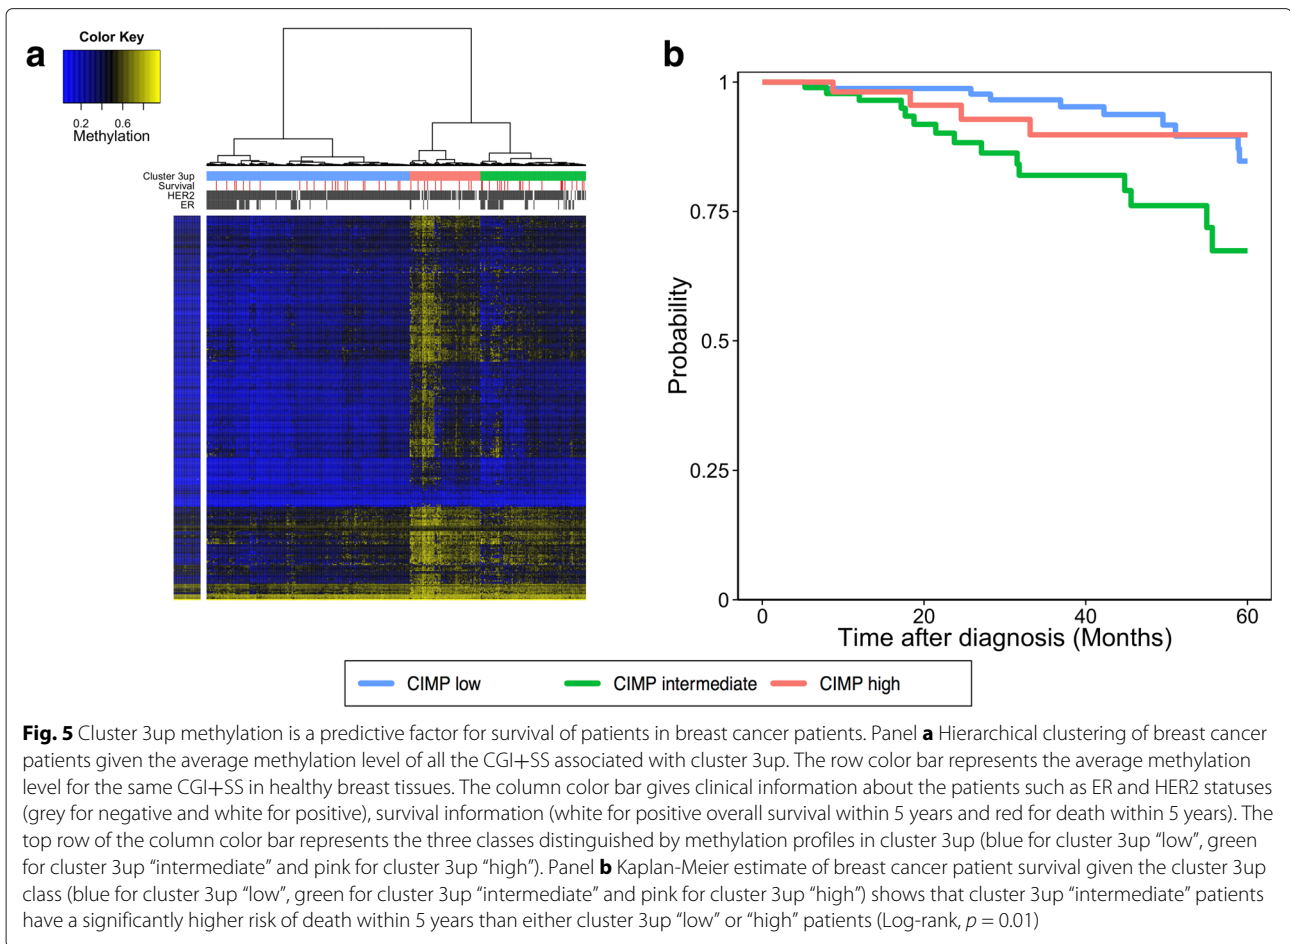 a
Color Key
0.2 0.6
Methylation
Cluster 3up
Survival
HER2
ER
b
Probability
1
0.75
0.5
0.25
0
0 20 40 60
Time after diagnosis (Months)
CIMP low CIMP intermediate CIMP high
Fig. 5 Cluster 3up methylation is a predictive factor for survival of patients in breast cancer patients. Panel a Hierarchical clustering of breast cancer
patients given the average methylation level of all the CGI+SS associated with cluster 3up. The row color bar represents the average methylation
level for the same CGI+SS in healthy breast tissues. The column color bar gives clinical information about the patients such as ER and HER2 statuses
(grey for negative and white for positive), survival information (white for positive overall survival within 5 years and red for death within 5 years). The
top row of the column color bar represents the three classes distinguished by methylation profiles in cluster 3up (blue for cluster 3up “low”, green
for cluster 3up “intermediate” and pink for cluster 3up “high”). Panel b Kaplan-Meier estimate of breast cancer patient survival given the cluster 3up
class (blue for cluster 3up “low”, green for cluster 3up “intermediate” and pink for cluster 3up “high”) shows that cluster 3up “intermediate” patients
have a significantly higher risk of death within 5 years than either cluster 3up “low” or “high” patients (Log-rank, p = 0.01)